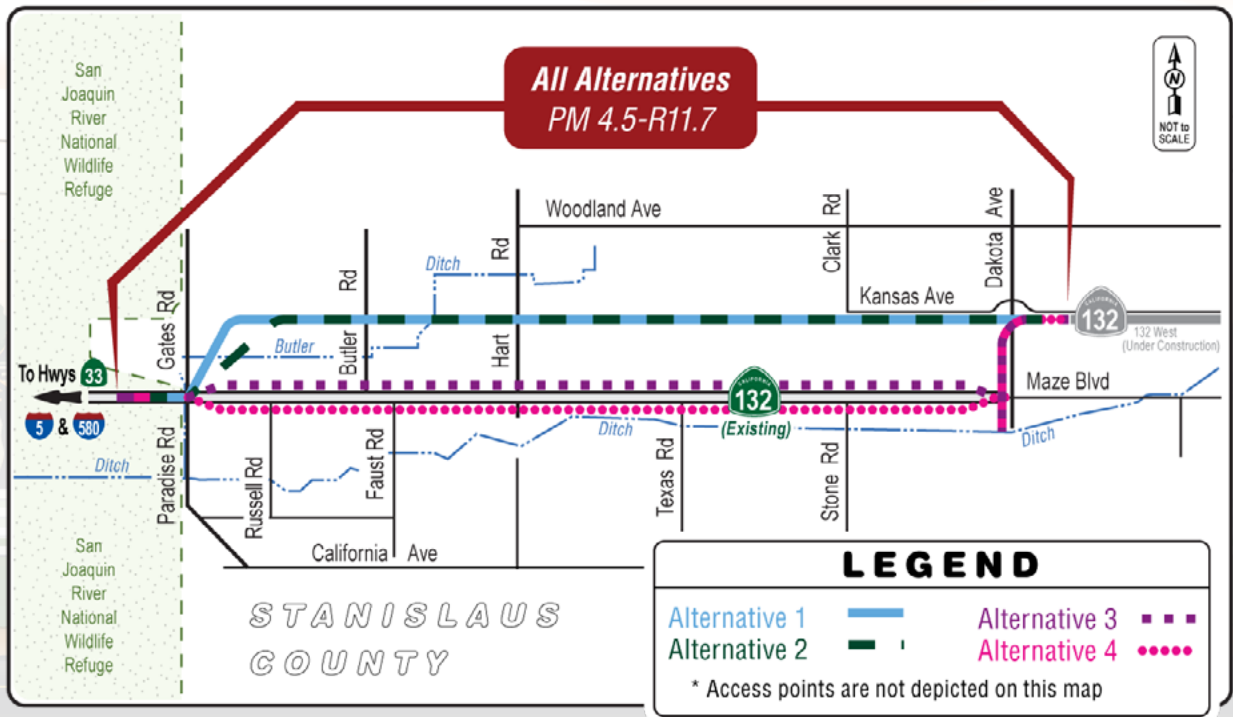 All Alternatives
PM 4.5-R11.7
N
NOT to
SCALE
San
Joaquin
River
National
Wildlife
Refuge
Woodland Ave
Clark Rd
Dakota Ave
Ditch
Gates Rd
Butler Rd
Hart Rd
Kansas Ave
CALIFORNIA
132
132 West
(Under Construction)
Butler
To Hwys 33
5 & 580
CALIFORNIA
132
(Existing)
Maze Blvd
Ditch
Ditch
Ditch
Paradise Rd
Russell Rd
Faust Rd
Texas Rd
Stone Rd
California Ave
San
Joaquin
River
National
Wildlife
Refuge
STANISLAUS
COUNTY
LEGEND
Alternative 1
Alternative 2
Alternative 3
Alternative 4
* Access points are not depicted on this map